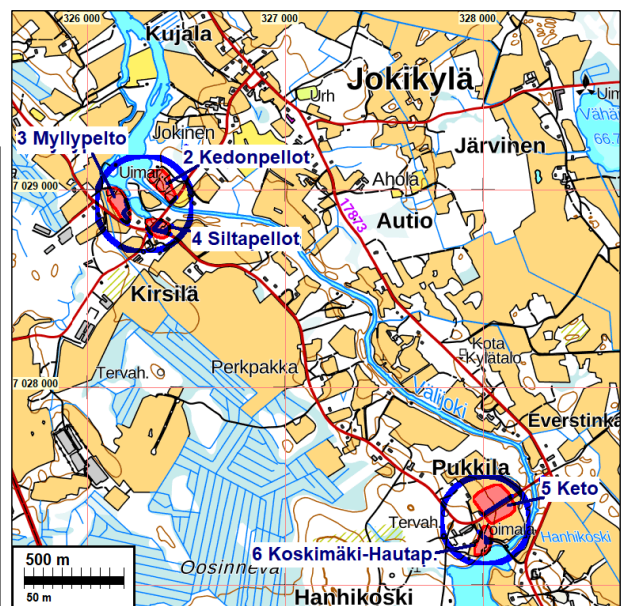 326 000
327 000
328 000
Kujala
Urh
Jokikylä
3 Myllypelto
Jokinen
Järvinen
Vähä
66.7
2 Kedonpellot
Uimar
Ahola
7 029 000
17873
Autio
4 Siltapellot
Kirsilä
Kota
Kylätalo
Tervah.
Perkpakka
7 028 000
Välijoki
Everstinka
Pukkila
5 Keto
Tervah.
oimala
Hanhikoski
6 Koskimäki-Hautap.
500 m
50 m
Oosinneva
Hanhikoski